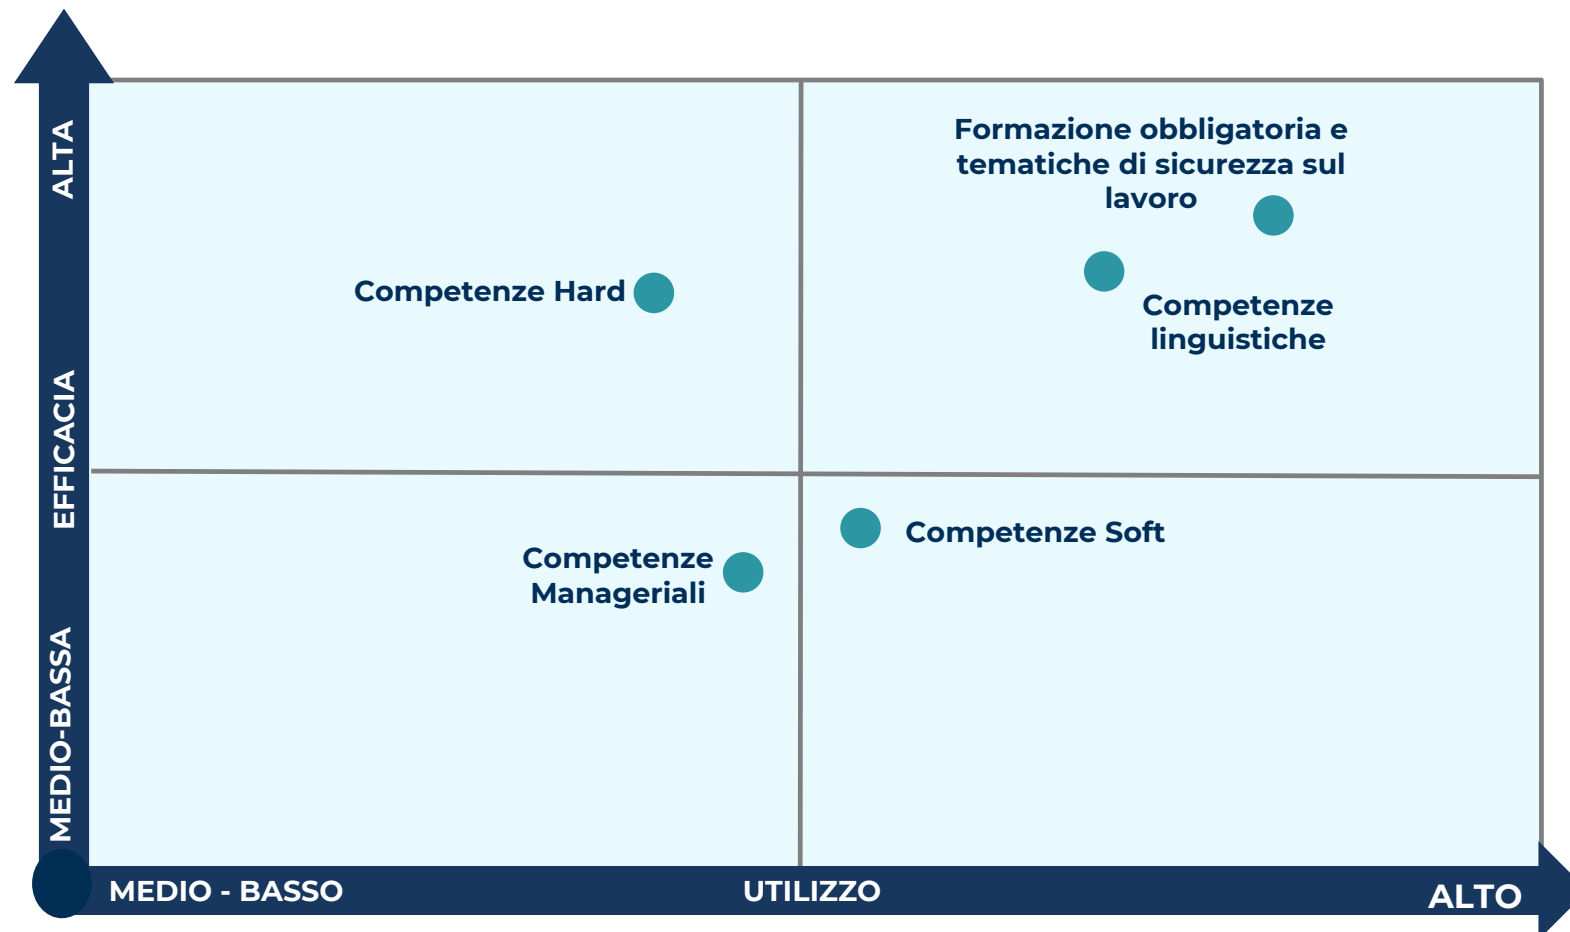 ALTA
EFFICACIA
MEDIO-BASSA
Formazione obbligatoria e
tematiche di sicurezza sul
lavoro
Competenze Hard
Competenze
linguistiche
Competenze Soft
Competenze
Manageriali
MEDIO - BASSO
UTILIZZO
ALTO